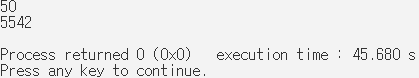 50
5542

Process returned 0 (0x0)   execution time : 45.680 s
Press any key to continue.